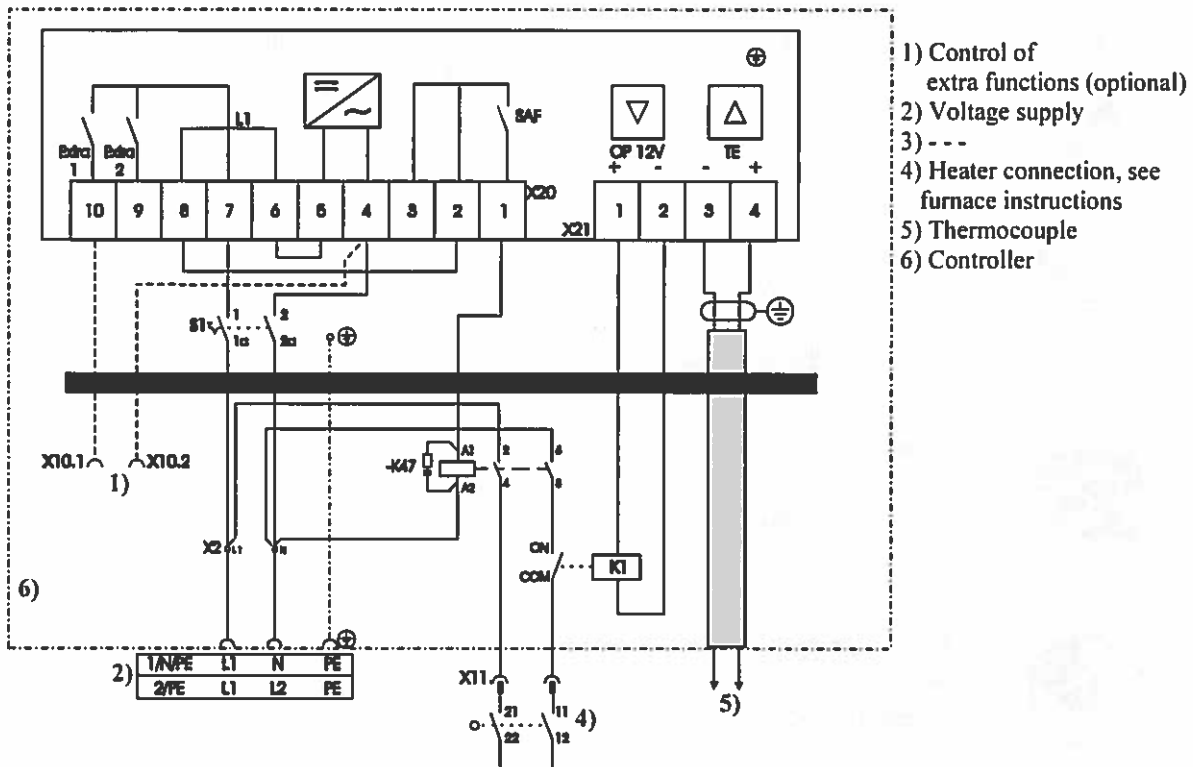 1) Control of
extra functions (optional)
2) Voltage supply
3) - - -
4) Heater connection, see
furnace instructions
5) Thermocouple
6) Controller
L1
SAF
Extra
1
Extra
2
OP 12V
TE
+ - - +
X20
10 9 8 7 6 5 4 3 2 1
X21
1 2 3 4
S1
1 2
1a 2a
X10.1 X10.2
1)
-K47
A1
A2
2
4
6
8
X2
L1
N
ON
COM
K1
6)
2)
1/N/PE L1 N PE
2/PE L1 L2 PE
X11
21
22
11
12
4)
5)